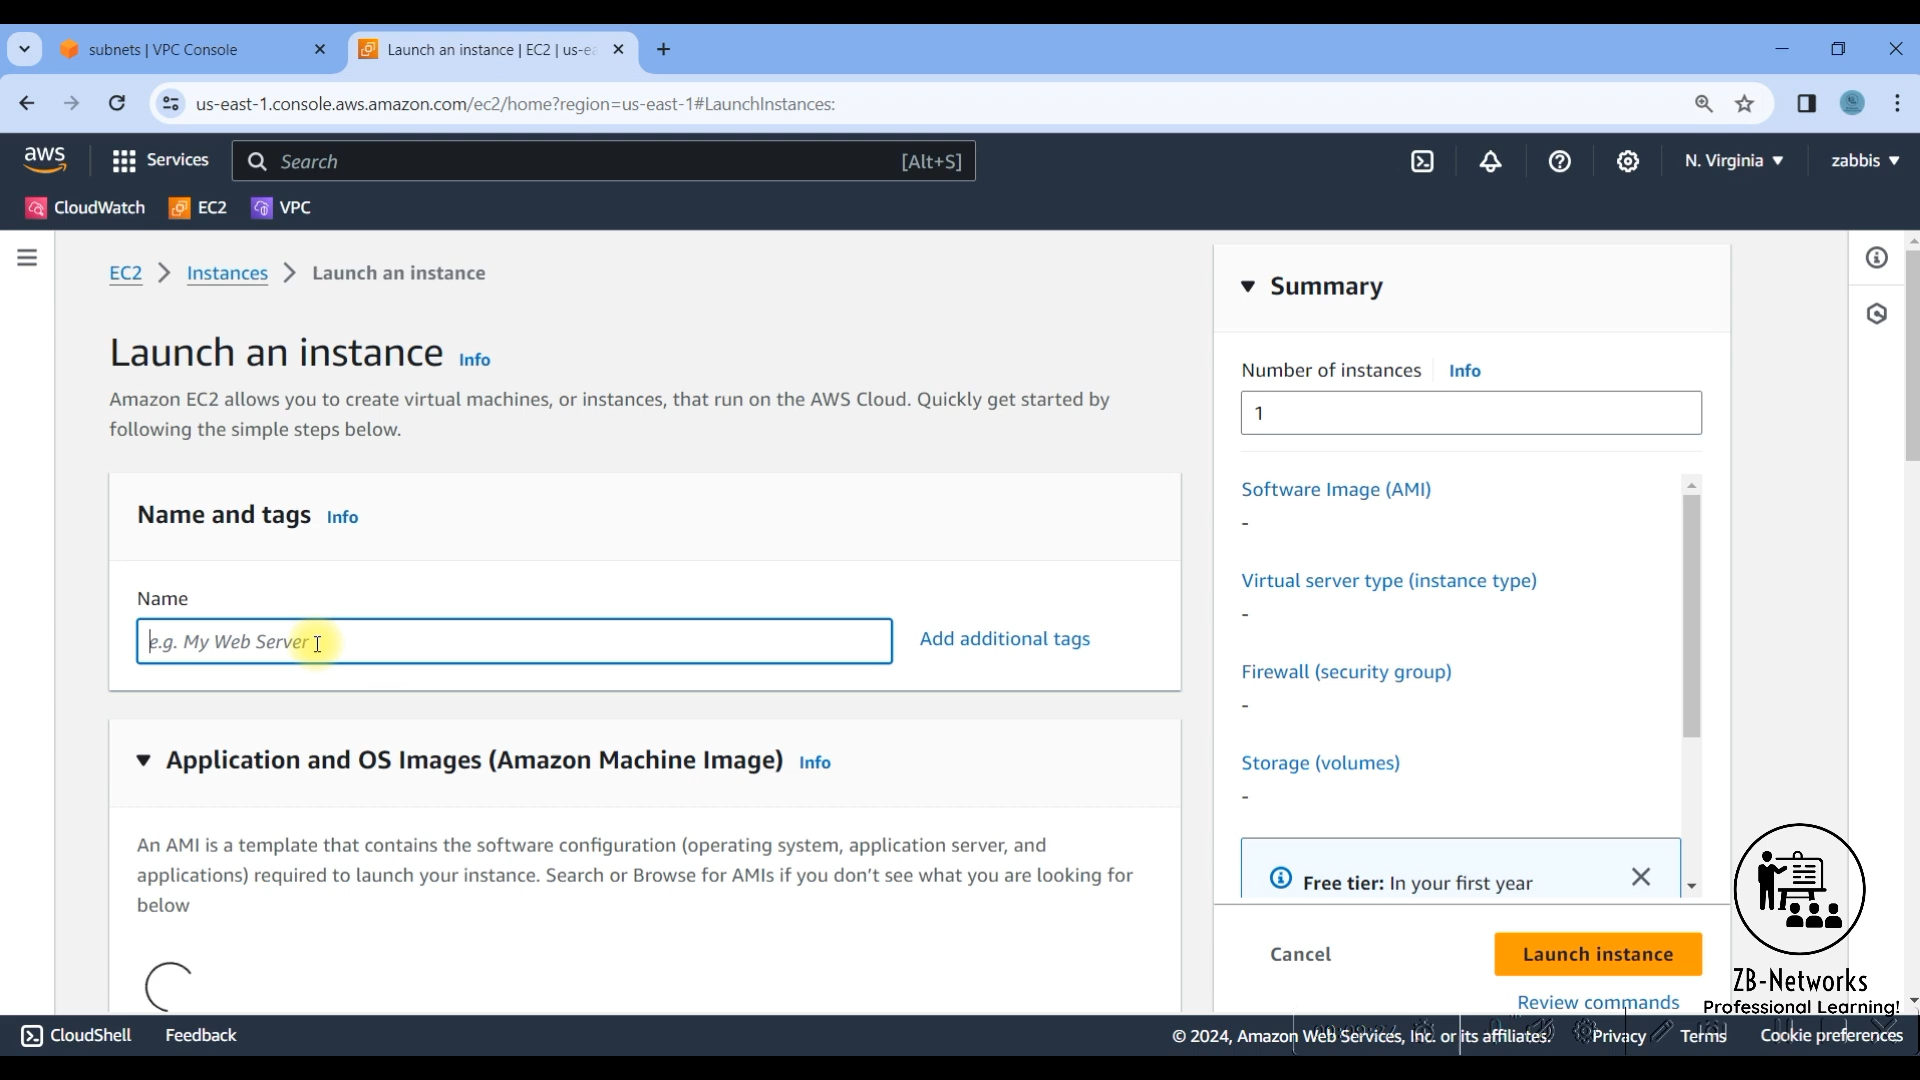 subnets | VPC Console
Launch an instance | EC2 | us-ea
us-east-1.console.aws.amazon.com/ec2/home?region=us-east-1#LaunchInstances:
aws
Services
Search
[Alt+S]
N. Virginia
zabbis
CloudWatch
EC2
VPC
EC2
Instances
Launch an instance
Launch an instance
Info
Amazon EC2 allows you to create virtual machines, or instances, that run on the AWS Cloud. Quickly get started by
following the simple steps below.
Name and tags
Info
Name
e.g. My Web Server
Add additional tags
Application and OS Images (Amazon Machine Image)
Info
An AMI is a template that contains the software configuration (operating system, application server, and
applications) required to launch your instance. Search or Browse for AMIs if you don't see what you are looking for
below
Summary
Number of instances
Info
1
Software Image (AMI)
-
Virtual server type (instance type)
-
Firewall (security group)
-
Storage (volumes)
-
Free tier: In your first year
Cancel
Launch instance
Review commands
ZB-Networks
Professional Learning!
CloudShell
Feedback
© 2024, Amazon Web Services, Inc. or its affiliates.
Privacy
Terms
Cookie preferences